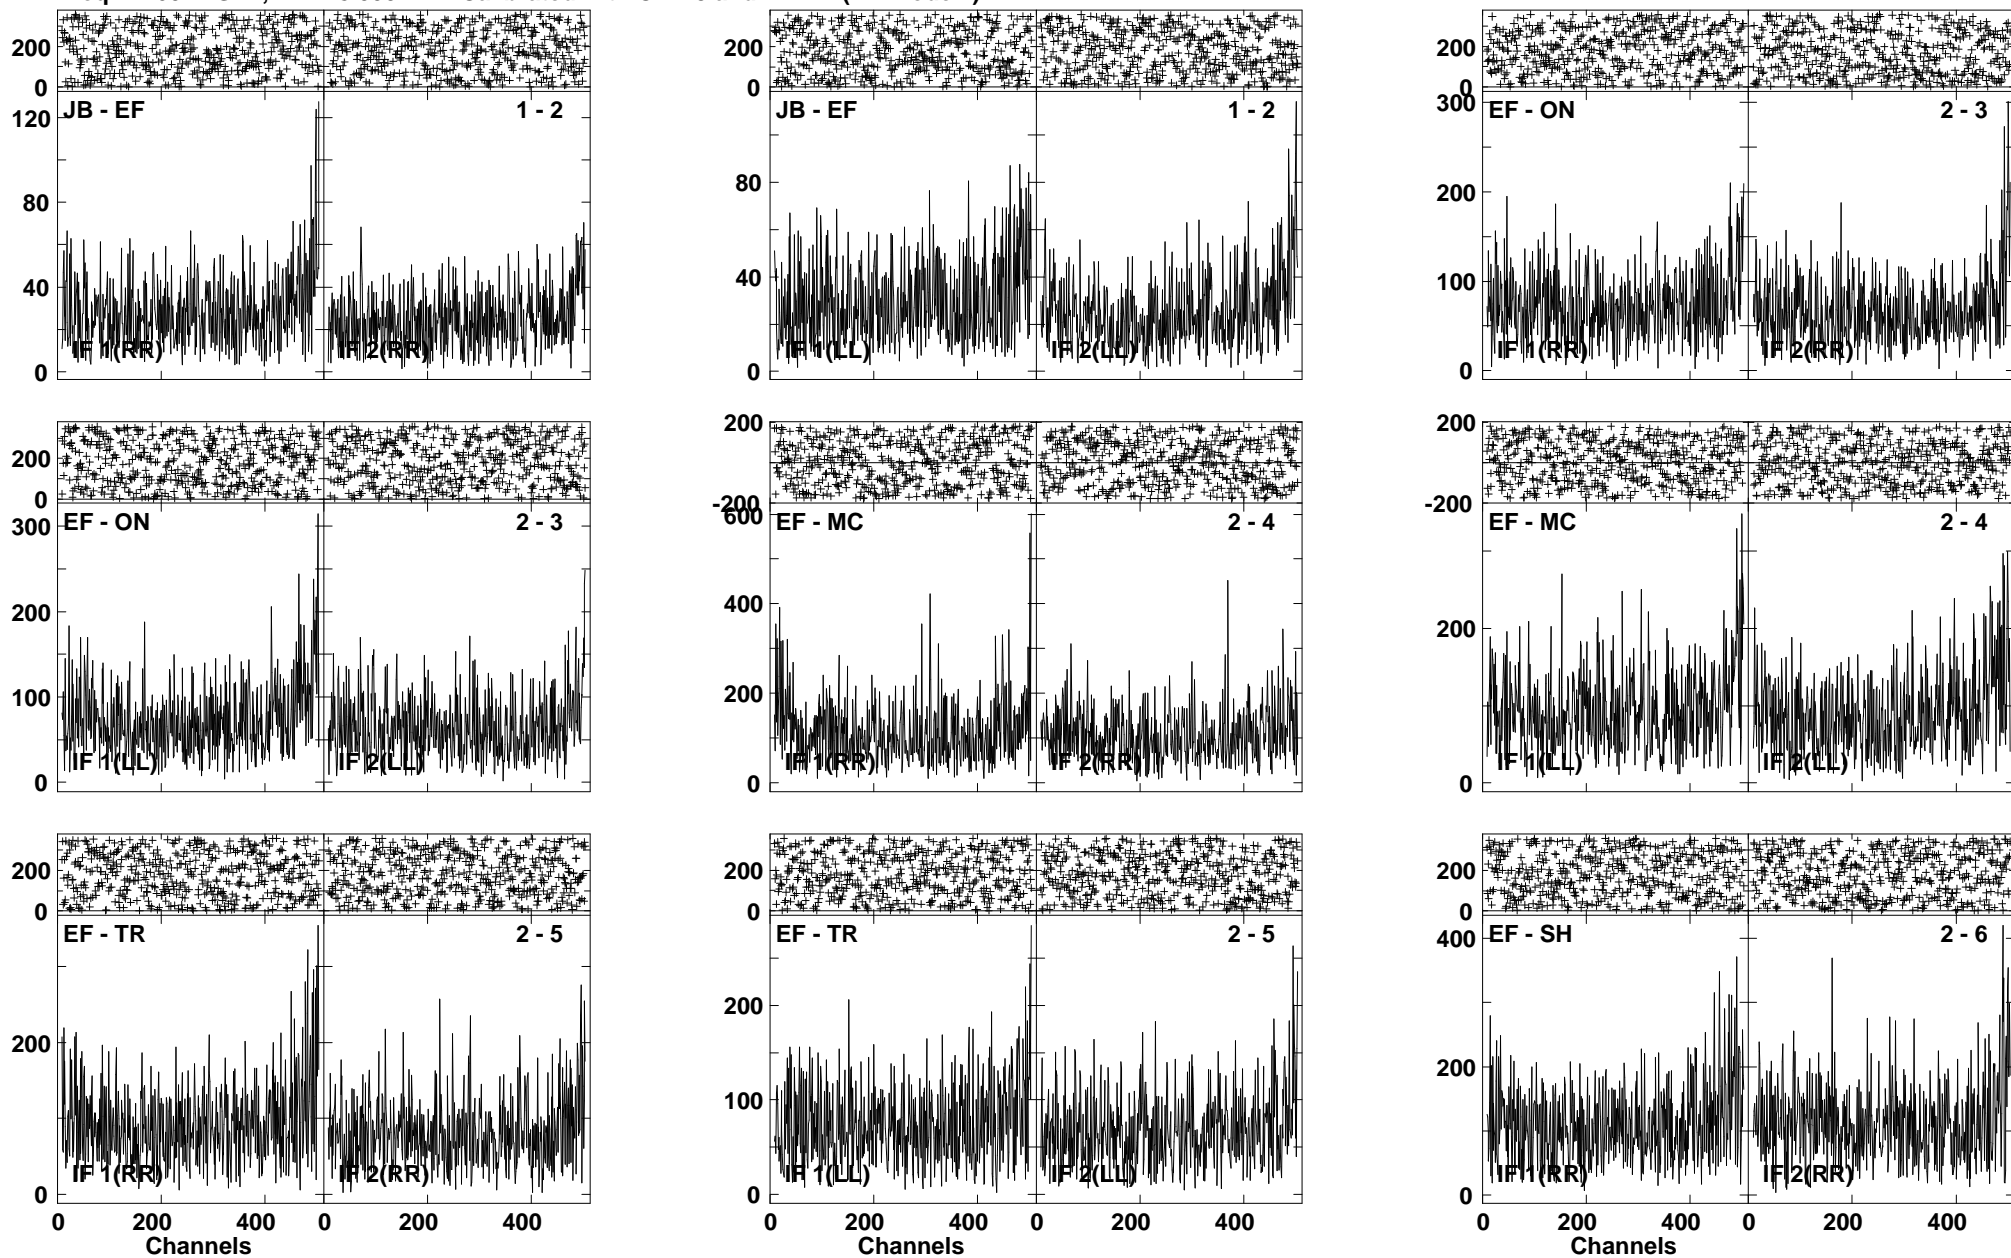 200
0
JB - EF 1 - 2
120
80
40
0
IF 1(RR) IF 2(RR)
200
0
JB - EF 1 - 2
80
40
0
IF 1(LL) IF 2(LL)
200
0
EF - ON 2 - 3
300
200
100
0
IF 1(RR) IF 2(RR)
200
0
EF - ON 2 - 3
300
200
100
0
IF 1(LL) IF 2(LL)
200
-200
EF - MC 2 - 4
600
400
200
0
IF 1(RR) IF 2(RR)
200
-200
EF - MC 2 - 4
200
0
IF 1(LL) IF 2(LL)
200
0
EF - TR 2 - 5
200
0
IF 1(RR) IF 2(RR)
0 200 400 0 200 400
Channels
200
0
EF - TR 2 - 5
200
100
0
IF 1(LL) IF 2(LL)
0 200 400 0 200 400
Channels
200
0
EF - SH 2 - 6
400
200
0
IF 1(RR) IF 2(RR)
0 200 400 0 200 400
Channels